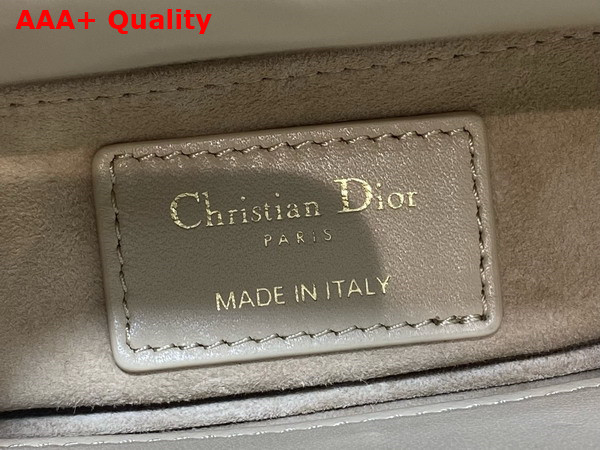 AAA+ Quality
Christian Dior
PARIS
MADE IN ITALY